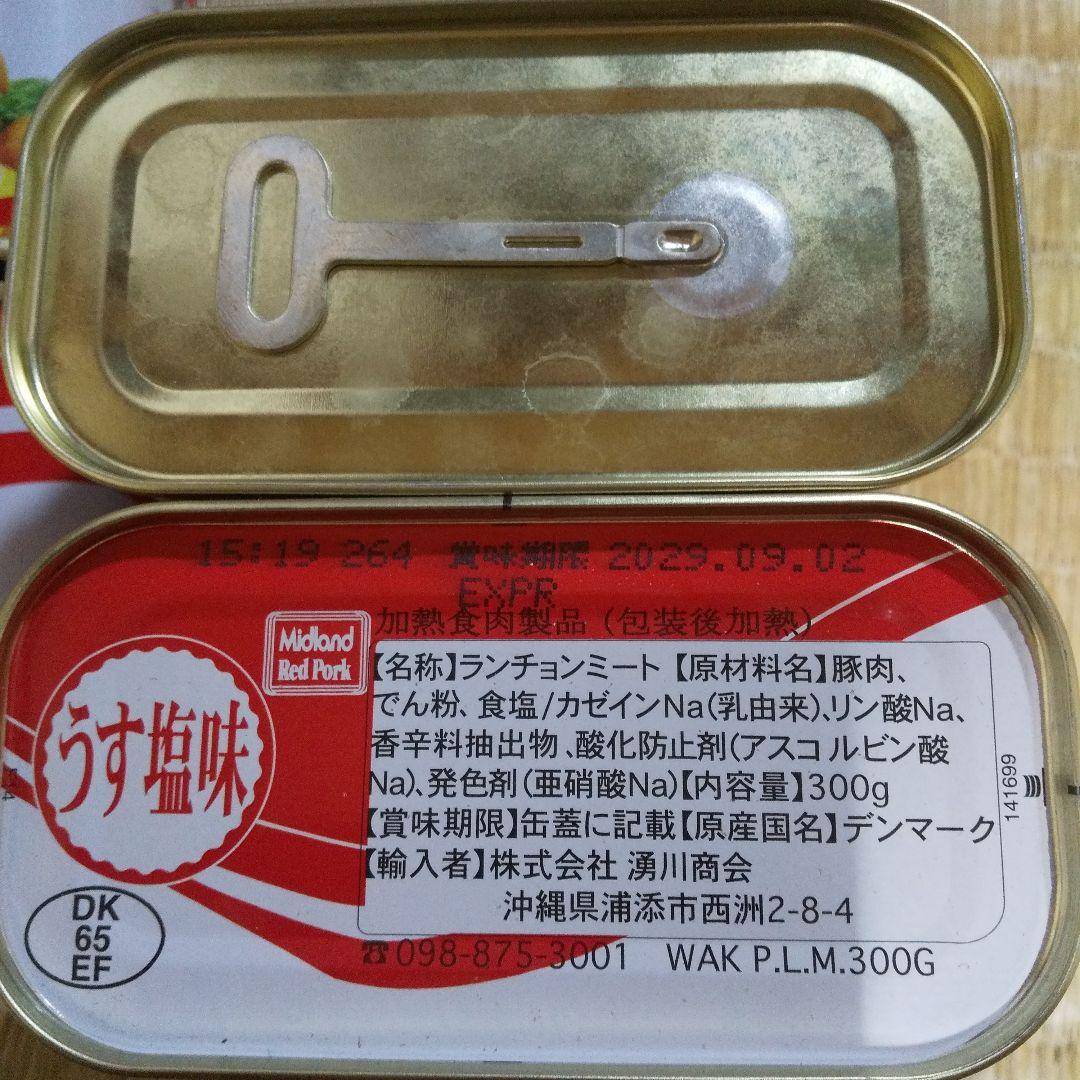 15:19 264 賞味期限 2029.09.02
EXPR
加熱食肉製品（包装後加熱）
Midland
Red Pork
【名称】ランチョンミート【原材料名】豚肉、
でん粉、食塩/カゼインNa(乳由来)、リン酸Na、
香辛料抽出物、酸化防止剤(アスコルビン酸
Na)、発色剤(亜硝酸Na)【内容量】300g
【賞味期限】缶蓋に記載【原産国名】デンマーク
【輸入者】株式会社 湧川商会
沖縄県浦添市西洲2-8-4
☎098-875-3001 WAK P.L.M.300G
うす塩味
DK
65
EF
141699